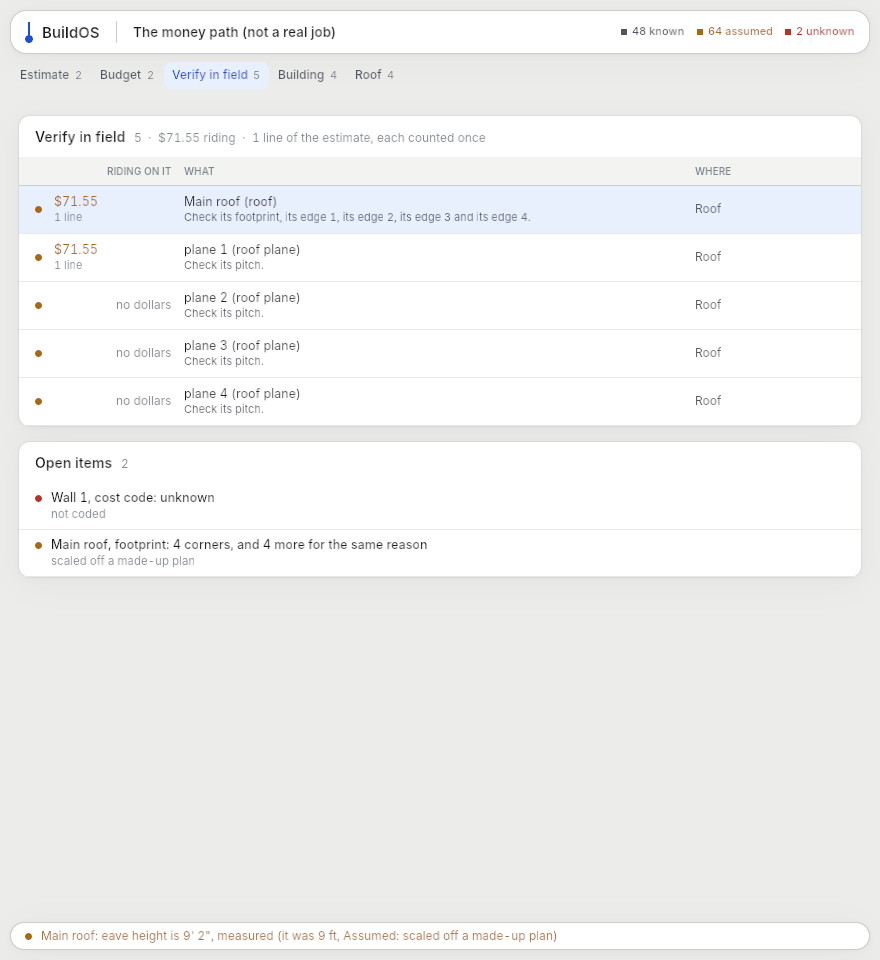 BuildOS The money path (not a real job) 48 known 64 assumed 2 unknown
Estimate 2 Budget 2 Verify in field 5 Building 4 Roof 4
Verify in field 5 · $71.55 riding · 1 line of the estimate, each counted once
RIDING ON IT WHAT WHERE
$71.55 Main roof (roof) Roof
1 line Check its footprint, its edge 1, its edge 2, its edge 3 and its edge 4.
$71.55 plane 1 (roof plane) Roof
1 line Check its pitch.
no dollars plane 2 (roof plane) Roof
Check its pitch.
no dollars plane 3 (roof plane) Roof
Check its pitch.
no dollars plane 4 (roof plane) Roof
Check its pitch.
Open items 2
Wall 1, cost code: unknown
not coded
Main roof, footprint: 4 corners, and 4 more for the same reason
scaled off a made-up plan
Main roof: eave height is 9' 2", measured (it was 9 ft, Assumed: scaled off a made-up plan)